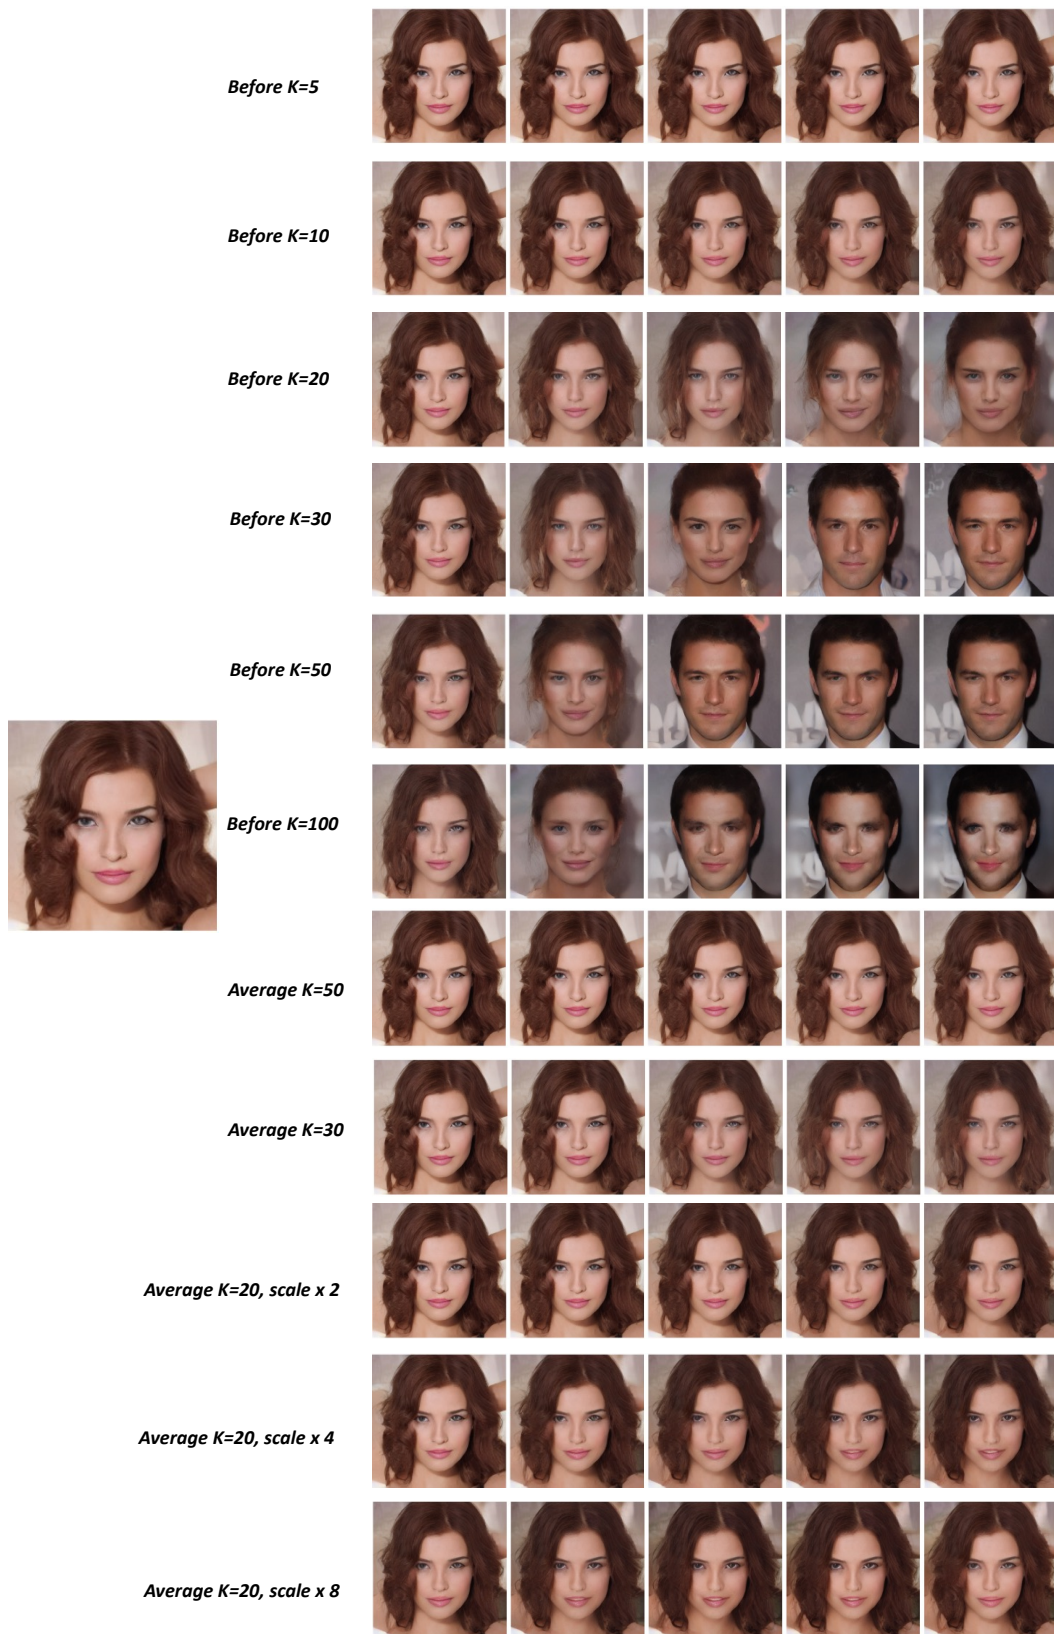 Before K=5
Before K=10
Before K=20
Before K=30
Before K=50
Before K=100
Average K=50
Average K=30
Average K=20, scale x 2
Average K=20, scale x 4
Average K=20, scale x 8